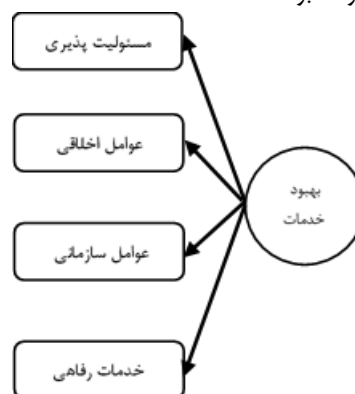 مسئولیت پذیری
عوامل اخلاقی
بهبود
خدمات
عوامل سازمانی
خدمات رفاهی